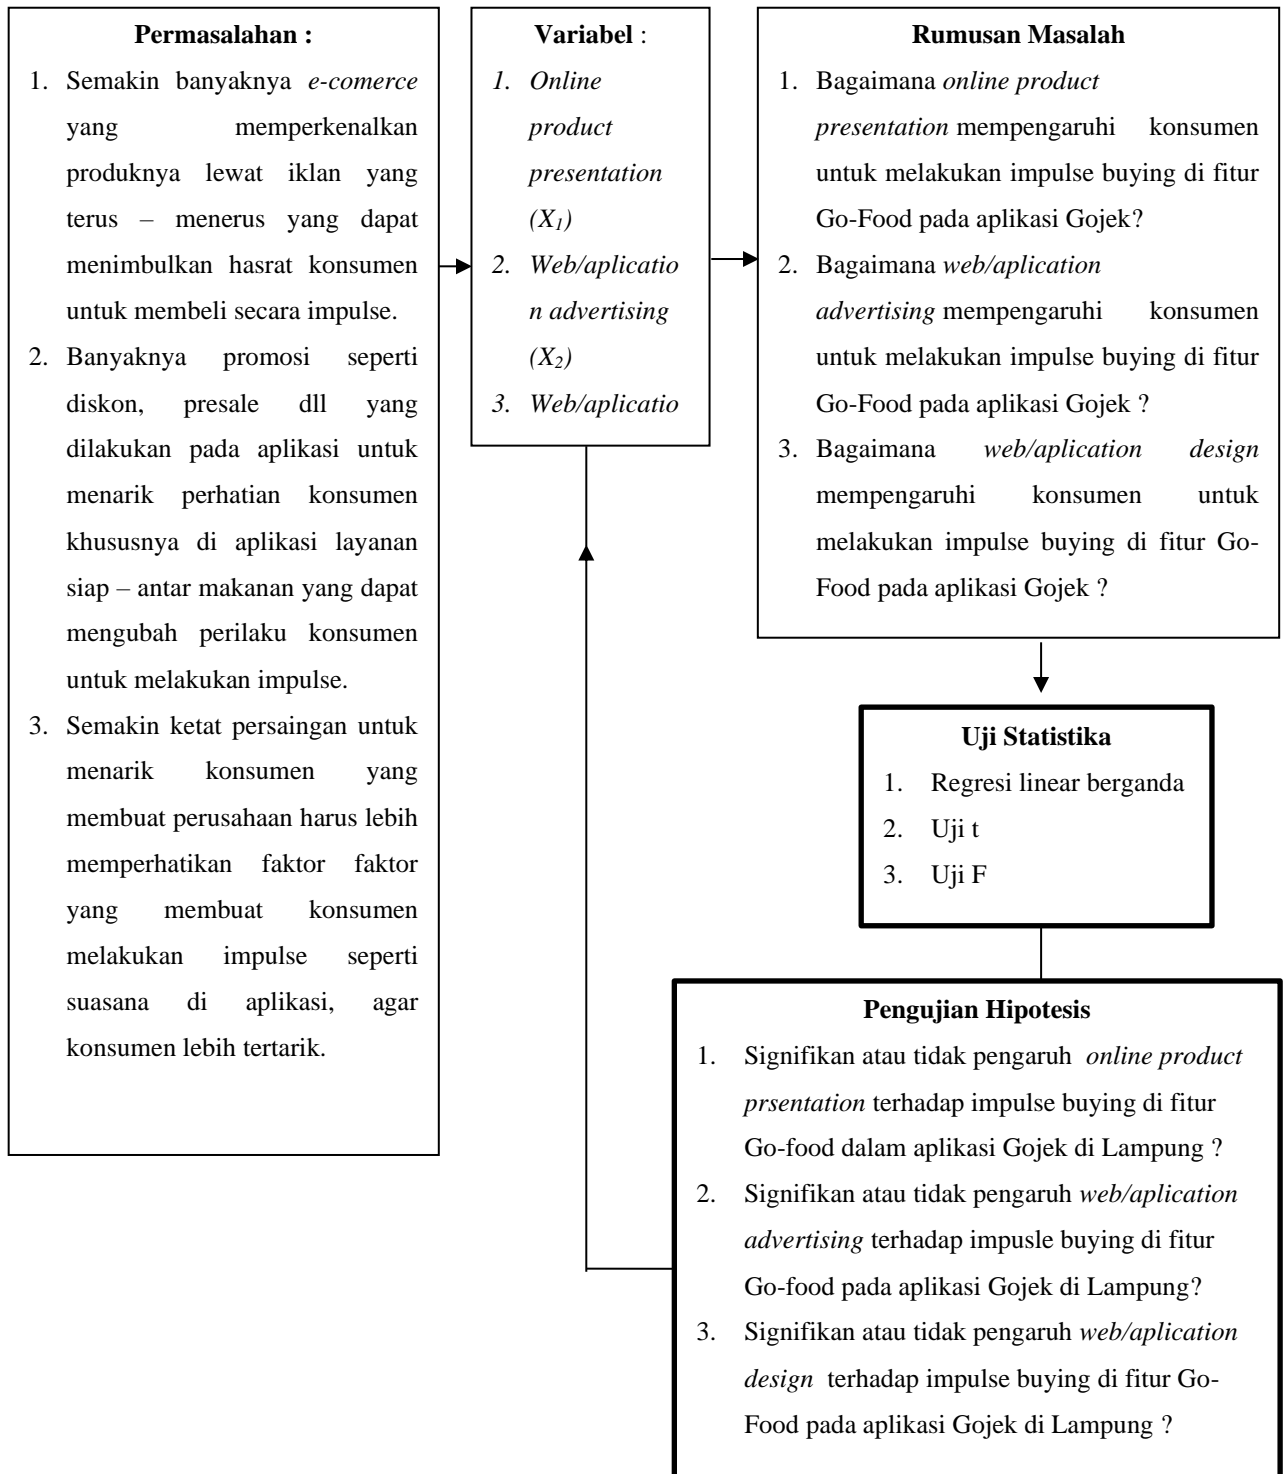 Permasalahan :
1. Semakin banyaknya e-comerce
yang memperkenalkan
produknya lewat iklan yang
terus – menerus yang dapat
menimbulkan hasrat konsumen
untuk membeli secara impulse.
2. Banyaknya promosi seperti
diskon, presale dll yang
dilakukan pada aplikasi untuk
menarik perhatian konsumen
khususnya di aplikasi layanan
siap – antar makanan yang dapat
mengubah perilaku konsumen
untuk melakukan impulse.
3. Semakin ketat persaingan untuk
menarik konsumen yang
membuat perusahaan harus lebih
memperhatikan faktor faktor
yang membuat konsumen
melakukan impulse seperti
suasana di aplikasi, agar
konsumen lebih tertarik.
Variabel :
1. Online
product
presentation
(X1)
2. Web/aplicatio
n advertising
(X2)
3. Web/aplicatio
Rumusan Masalah
1. Bagaimana online product
presentation mempengaruhi konsumen
untuk melakukan impulse buying di fitur
Go-Food pada aplikasi Gojek?
2. Bagaimana web/aplication
advertising mempengaruhi konsumen
untuk melakukan impulse buying di fitur
Go-Food pada aplikasi Gojek ?
3. Bagaimana web/aplication design
mempengaruhi konsumen untuk
melakukan impulse buying di fitur Go-
Food pada aplikasi Gojek ?
Uji Statistika
1. Regresi linear berganda
2. Uji t
3. Uji F
Pengujian Hipotesis
1. Signifikan atau tidak pengaruh online product
prsentation terhadap impulse buying di fitur
Go-food dalam aplikasi Gojek di Lampung ?
2. Signifikan atau tidak pengaruh web/aplication
advertising terhadap impusle buying di fitur
Go-food pada aplikasi Gojek di Lampung?
3. Signifikan atau tidak pengaruh web/aplication
design terhadap impulse buying di fitur Go-
Food pada aplikasi Gojek di Lampung ?